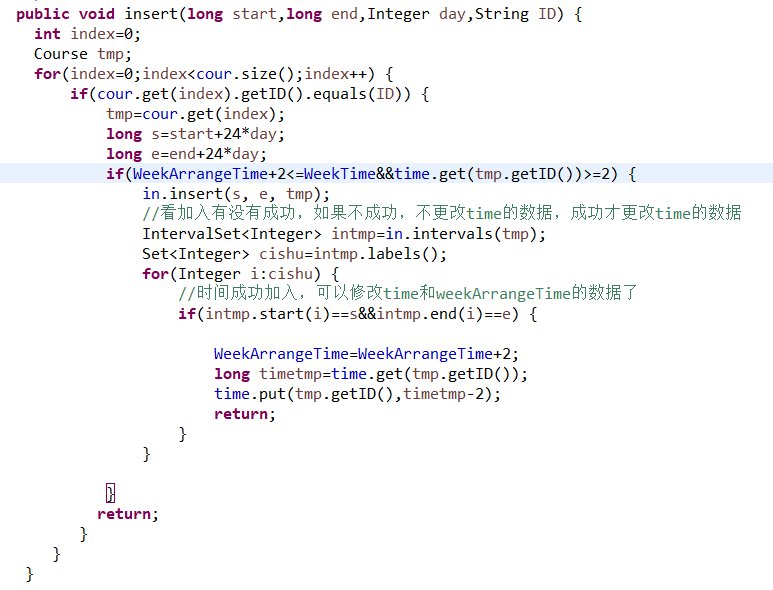 public void insert(long start,long end,Integer day,String ID) {
int index=0;
Course tmp;
for(index=0;index<cour.size();index++) {
if(cour.get(index).getID().equals(ID)) {
tmp=cour.get(index);
long s=start+24*day;
long e=end+24*day;
if(WeekArrangeTime+2<=WeekTime&&time.get(tmp.getID())>=2) {
in.insert(s, e, tmp);
//看加入有没有成功，如果不成功，不更改time的数据，成功才更改time的数据
IntervalSet<Integer> intmp=in.intervals(tmp);
Set<Integer> cishu=intmp.labels();
for(Integer i:cishu) {
//时间成功加入，可以修改time和weekArrangeTime的数据了
if(intmp.start(i)==s&&intmp.end(i)==e) {
WeekArrangeTime=WeekArrangeTime+2;
long timetmp=time.get(tmp.getID());
time.put(tmp.getID(),timetmp-2);
return;
}
}
}
return;
}
}
}